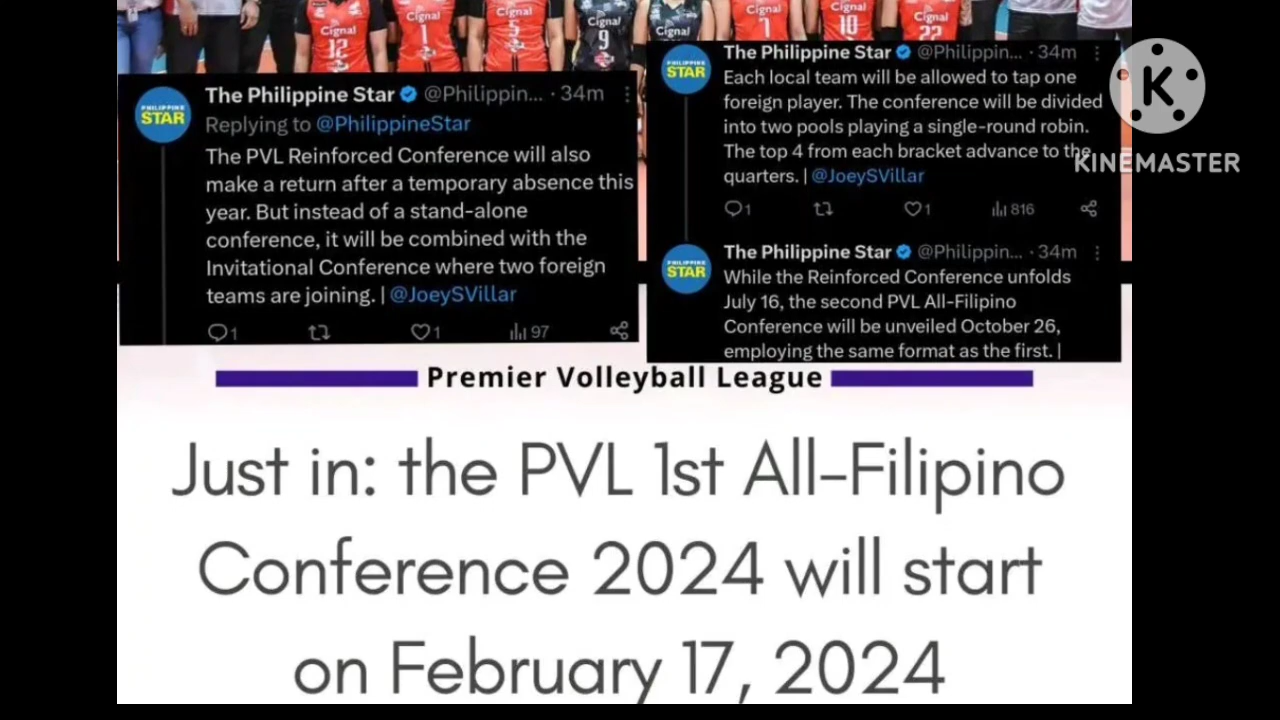 Cignal
Cignal
Cignal
Cignal
Cignal
Cignal
Cignal
Cignal
12
1
5
9
7
10
22
PHILIPPINE
STAR
The Philippine Star @Philippin... · 34m
Replying to @PhilippineStar
The PVL Reinforced Conference will also
make a return after a temporary absence this
year. But instead of a stand-alone
conference, it will be combined with the
Invitational Conference where two foreign
teams are joining. | @JoeySVillar
1 1 97
PHILIPPINE
STAR
The Philippine Star @Philippin... · 34m
Each local team will be allowed to tap one
foreign player. The conference will be divided
into two pools playing a single-round robin.
The top 4 from each bracket advance to the
quarters. | @JoeySVillar
1 1 816
PHILIPPINE
STAR
The Philippine Star @Philippin... · 34m
While the Reinforced Conference unfolds
July 16, the second PVL All-Filipino
Conference will be unveiled October 26,
employing the same format as the first. |
K
KINEMASTER
Premier Volleyball League
Just in: the PVL 1st All-Filipino
Conference 2024 will start
on February 17, 2024